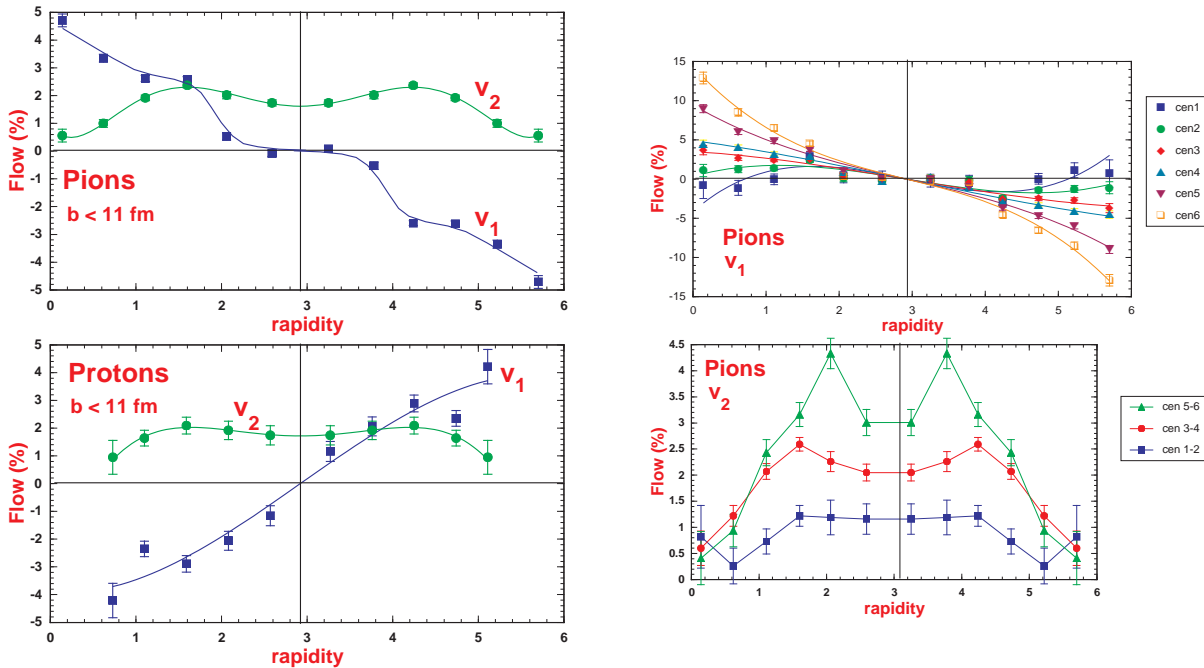 5
4
3
2
1
0
-1
-2
-3
-4
-5
Flow (%)
v2
v1
Pions
b < 11 fm
0
1
2
3
4
5
6
rapidity
15
10
5
0
-5
-10
-15
Flow (%)
Pions
v1
0
1
2
3
4
5
6
rapidity
cen1
cen2
cen3
cen4
cen5
cen6
5
4
3
2
1
0
-1
-2
-3
-4
-5
Flow (%)
Protons
b < 11 fm
v2
v1
0
1
2
3
4
5
6
rapidity
4.5
4
3.5
3
2.5
2
1.5
1
0.5
0
Flow (%)
Pions
v2
0
1
2
3
4
5
6
rapidity
cen 5-6
cen 3-4
cen 1-2